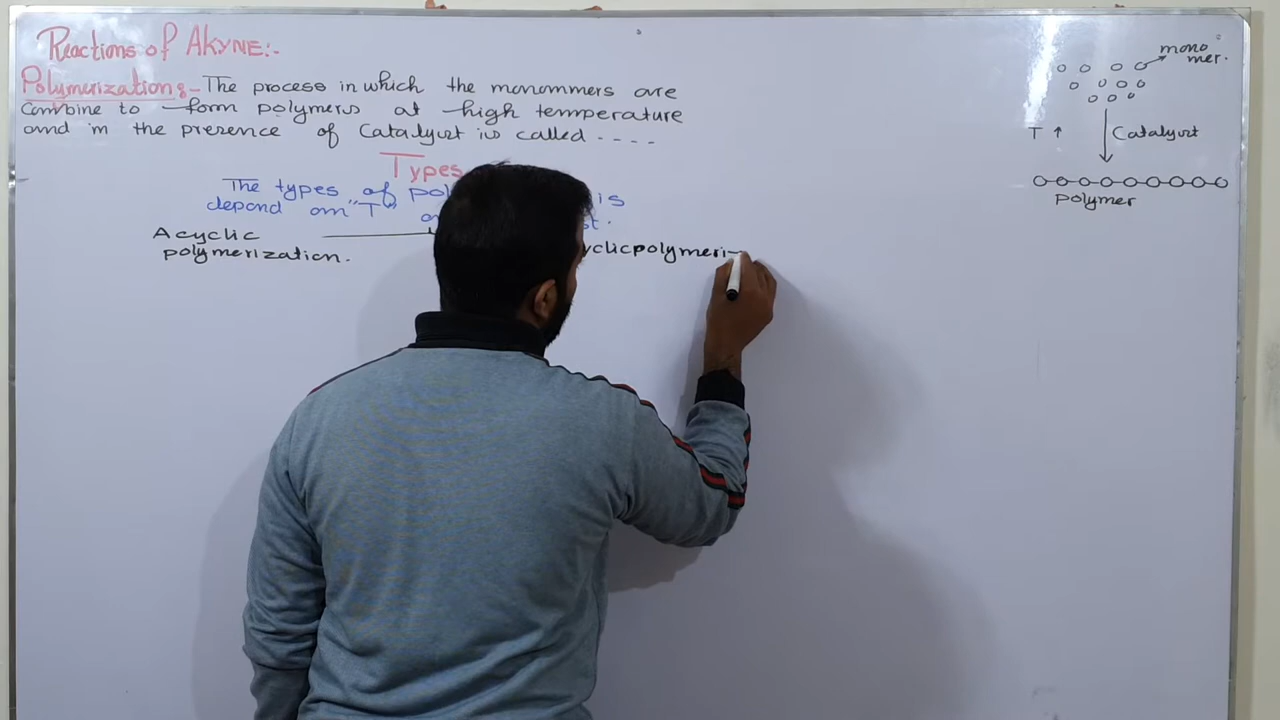 Reactions of Akyne:-
Polymerization:- The process in which the monommers are
Combine to form polymers at high temperature
and in the presence of Catalyst is called ----
Types
The types of pol is
depend on "T" st.
Acyclic
polymerization.
yclicpolymeri-
mono
mer.
T ↑ Catalyst
polymer